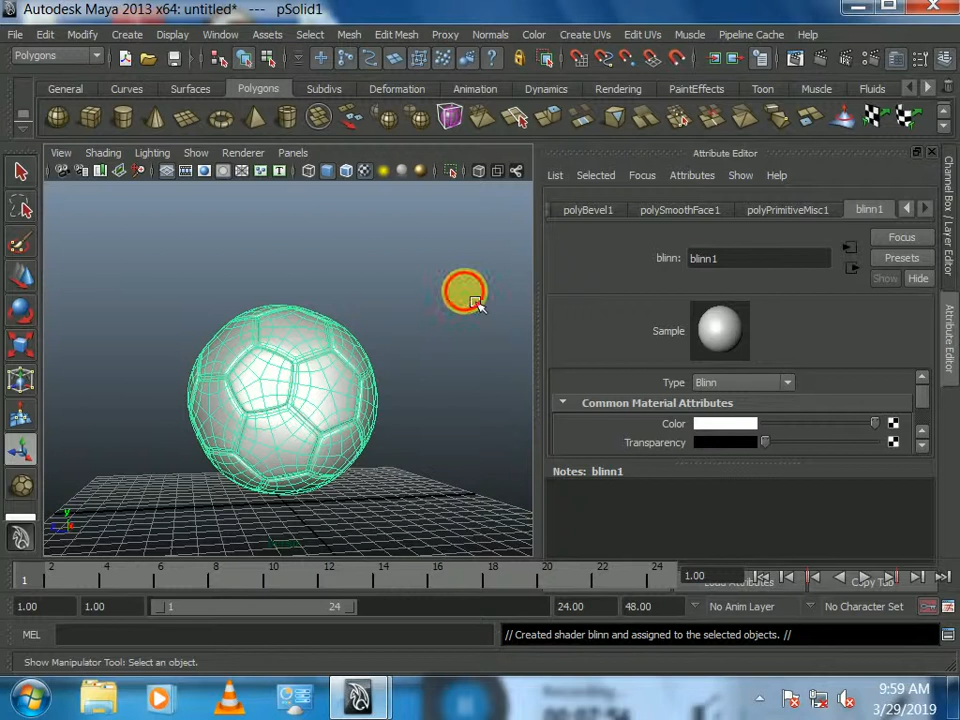 Autodesk Maya 2013 x64: untitled*   ---   pSolid1
File Edit Modify Create Display Window Assets Select Mesh Edit Mesh Proxy Normals Color Create UVs Edit UVs Muscle Pipeline Cache Help
Polygons
General Curves Surfaces Polygons Subdivs Deformation Animation Dynamics Rendering PaintEffects Toon Muscle Fluids
View Shading Lighting Show Renderer Panels
Attribute Editor
List Selected Focus Attributes Show Help
polyBevel1 polySmoothFace1 polyPrimitiveMisc1 blinn1
Focus
blinn: blinn1
Presets
Show Hide
Sample
Type Blinn
Common Material Attributes
Color
Transparency
Notes: blinn1
Load Attributes Copy Tab
Channel Box / Layer Editor
Attribute Editor
y
1
2 4 6 8 10 12 14 16 18 20 22 24
1.00
1.00 1.00 1 24 24.00 48.00 No Anim Layer No Character Set
MEL // Created shader blinn and assigned to the selected objects. //
Show Manipulator Tool: Select an object.
9:59 AM
3/29/2019